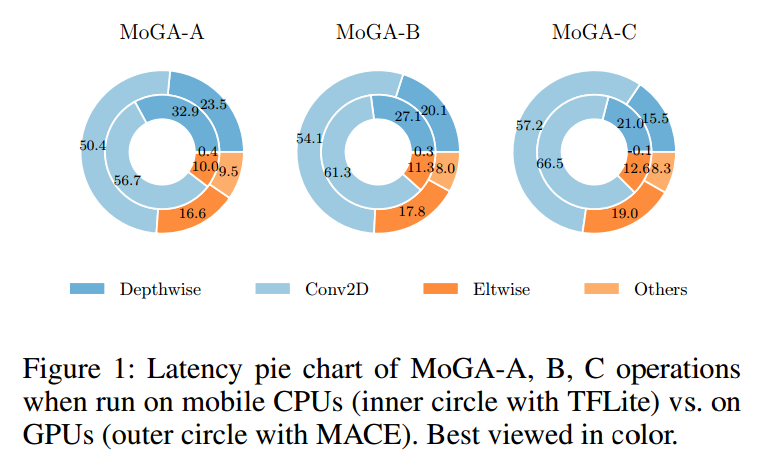 MoGA-A
MoGA-B
MoGA-C
32.9
23.5
50.4
56.7
0.4
10.0
9.5
16.6
27.1
20.1
54.1
61.3
0.3
11.3
8.0
17.8
21.0
15.5
57.2
66.5
-0.1
12.6
8.3
19.0
Depthwise
Conv2D
Eltwise
Others
Figure 1: Latency pie chart of MoGA-A, B, C operations
when run on mobile CPUs (inner circle with TFLite) vs. on
GPUs (outer circle with MACE). Best viewed in color.